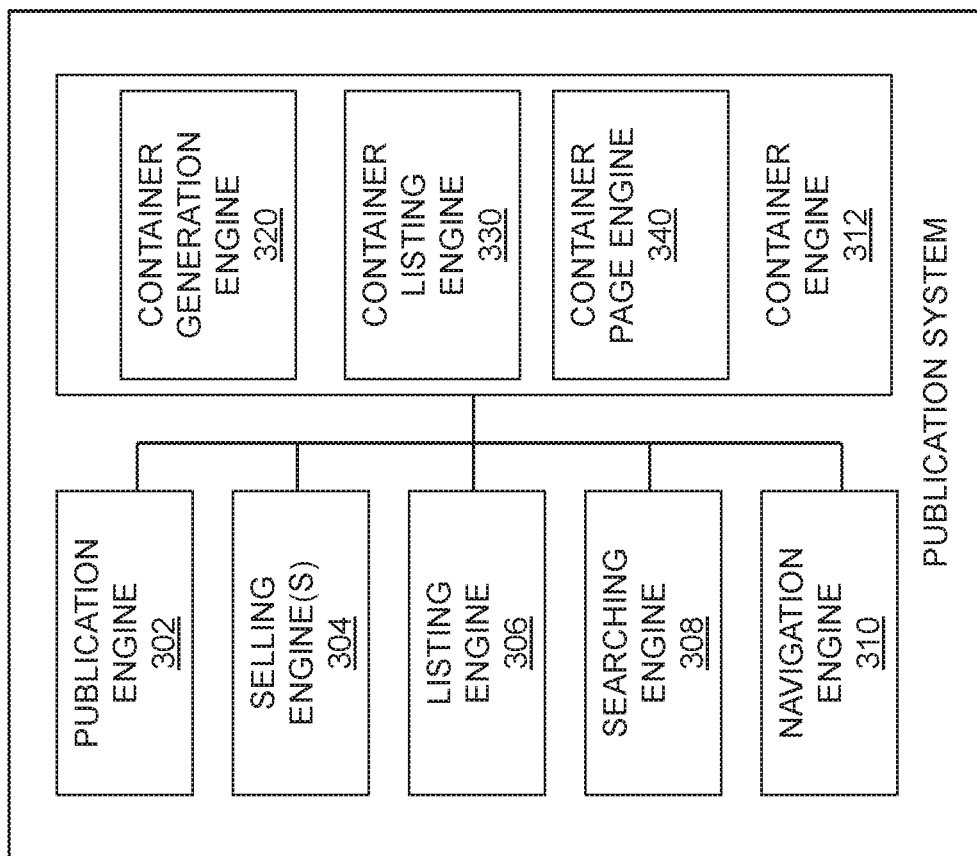 PUBLICATION
ENGINE
302
SELLING
ENGINE(S)
304
LISTING
ENGINE
306
SEARCHING
ENGINE
308
NAVIGATION
ENGINE
310
CONTAINER
GENERATION
ENGINE
320
CONTAINER
LISTING
ENGINE
330
CONTAINER
PAGE ENGINE
340
CONTAINER
ENGINE
312
PUBLICATION SYSTEM